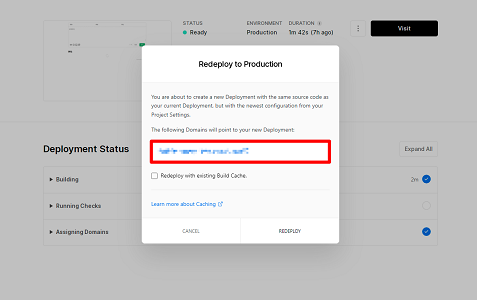 STATUS
Ready
ENVIRONMENT
Production
DURATION
1m 42s (7h ago)
Visit
Redeploy to Production
You are about to create a new Deployment with the same source code as
your current Deployment, but with the newest configuration from your
Project Settings.
The following Domains will point to your new Deployment:
Redeploy with existing Build Cache.
Learn more about Caching
CANCEL
REDEPLOY
Deployment Status
Expand All
Building
2m
Running Checks
Assigning Domains